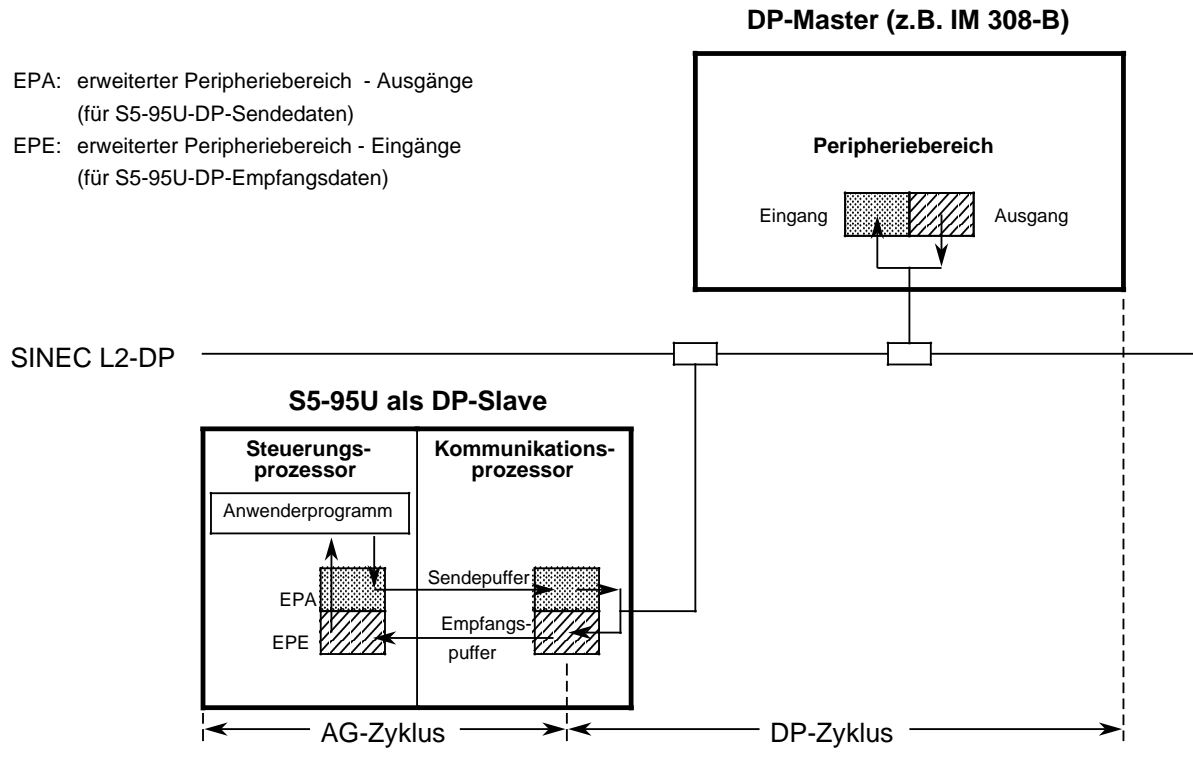 DP-Master (z.B. IM 308-B)
EPA: erweiterter Peripheriebereich - Ausgänge
(für S5-95U-DP-Sendedaten)
EPE: erweiterter Peripheriebereich - Eingänge
(für S5-95U-DP-Empfangsdaten)
Peripheriebereich
Eingang
Ausgang
SINEC L2-DP
S5-95U als DP-Slave
Steuerungs-
prozessor
Kommunikations-
prozessor
Anwenderprogramm
EPA
Sendepuffer
EPE
Empfangs-
puffer
AG-Zyklus
DP-Zyklus